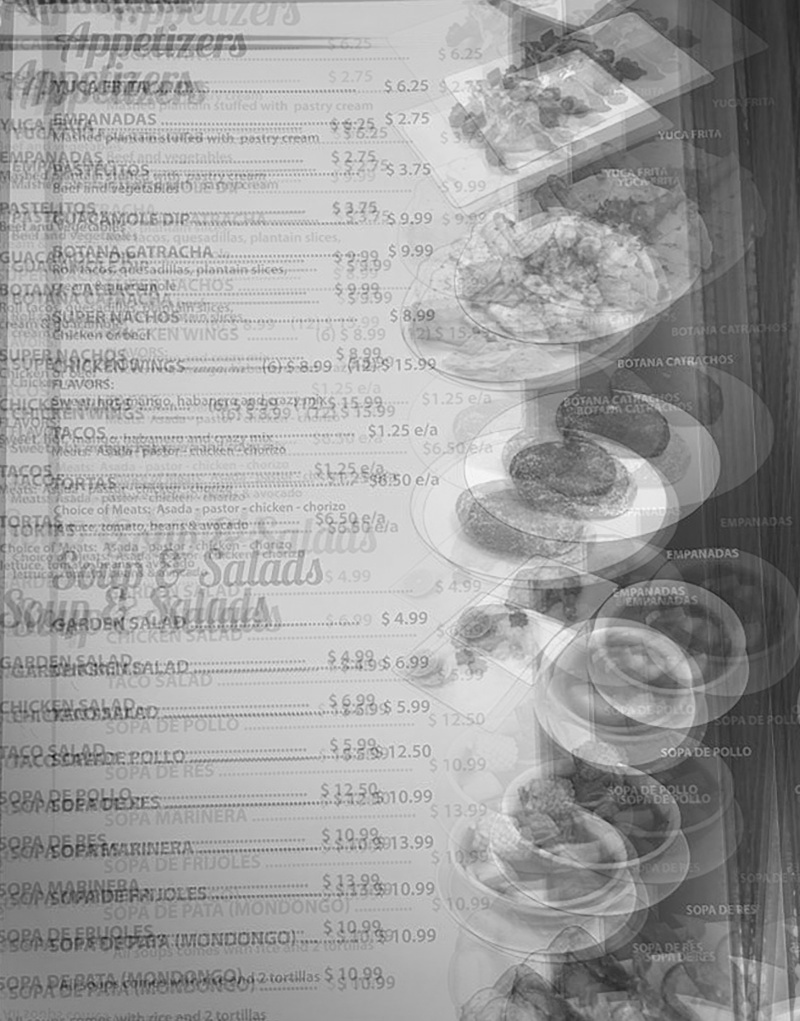 Appetizers
YUCA FRITA $ 6.25
EMPANADAS $ 2.75
Mashed plantain stuffed with pastry cream
PASTELITOS $ 3.75
Beef and vegetables
GUACAMOLE DIP $ 9.99
BOTANA CATRACHA $ 9.99
Roll tacos, quesadillas, plantain slices,
cream & guacamole
SUPER NACHOS $ 8.99
Chicken or beef
CHICKEN WINGS (6) $ 8.99 (12) $ 15.99
FLAVORS:
Sweet, hot, mango, habanero and crazy mix
TACOS $1.25 e/a
Meats: Asada - pastor - chicken - chorizo
TORTAS $6.50 e/a
Choice of Meats: Asada - pastor - chicken - chorizo
lettuce, tomato, beans & avocado
Soup & Salads
GARDEN SALAD $ 4.99
CHICKEN SALAD $ 6.99
TACO SALAD $ 5.99
SOPA DE POLLO $ 12.50
SOPA DE RES $ 10.99
SOPA MARINERA $ 13.99
SOPA DE FRIJOLES $ 10.99
SOPA DE PATA (MONDONGO) $ 10.99
All soups comes with rice end 2 tortillas
YUCA FRITA
BOTANA CATRACHOS
EMPANADAS
SOPA DE POLLO
SOPA DE RES